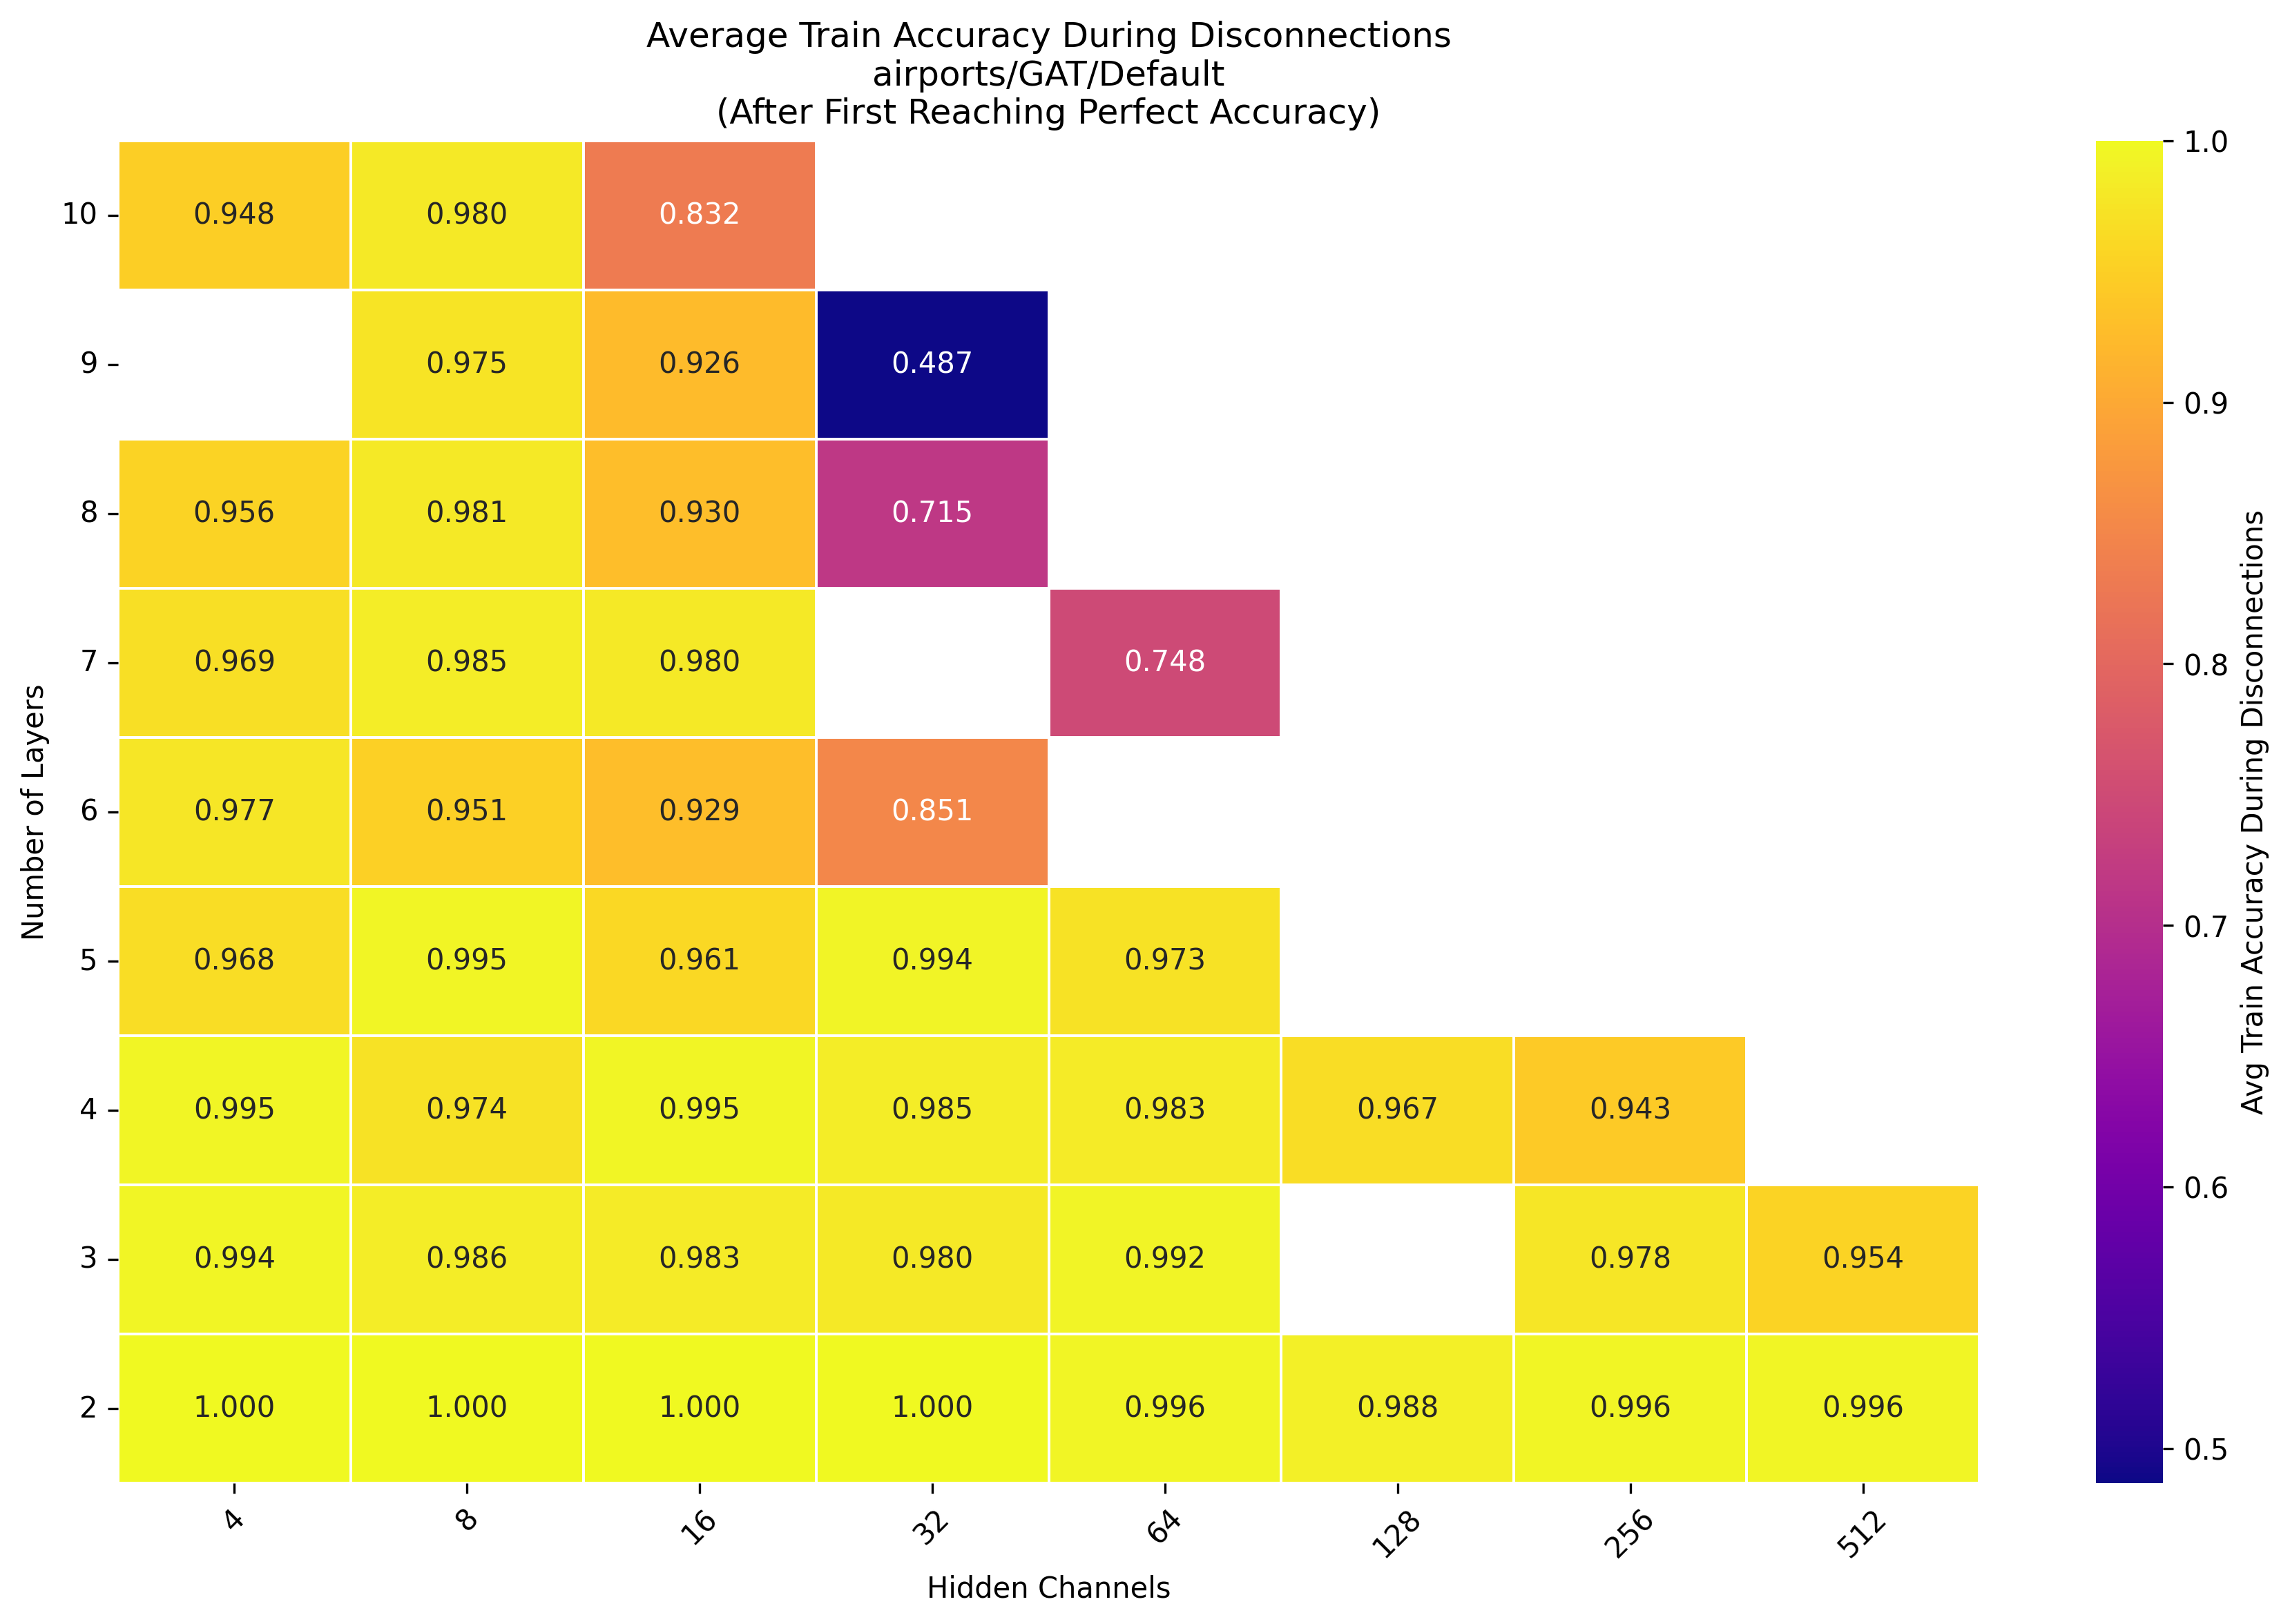 Average Train Accuracy During Disconnections
airports/GAT/Default
(After First Reaching Perfect Accuracy)
Number of Layers
10 0.948 0.980 0.832
9 0.975 0.926 0.487
8 0.956 0.981 0.930 0.715
7 0.969 0.985 0.980 0.748
6 0.977 0.951 0.929 0.851
5 0.968 0.995 0.961 0.994 0.973
4 0.995 0.974 0.995 0.985 0.983 0.967 0.943
3 0.994 0.986 0.983 0.980 0.992 0.978 0.954
2 1.000 1.000 1.000 1.000 0.996 0.988 0.996 0.996
4 8 16 32 64 128 256 512
Hidden Channels
1.0
0.9
0.8
0.7
0.6
0.5
Avg Train Accuracy During Disconnections